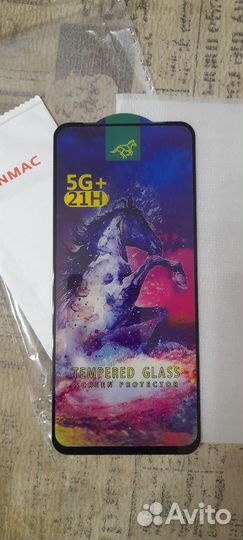 NMAC
5G+
21H
TEMPERED GLASS
SCREEN PROTECTOR
Avito